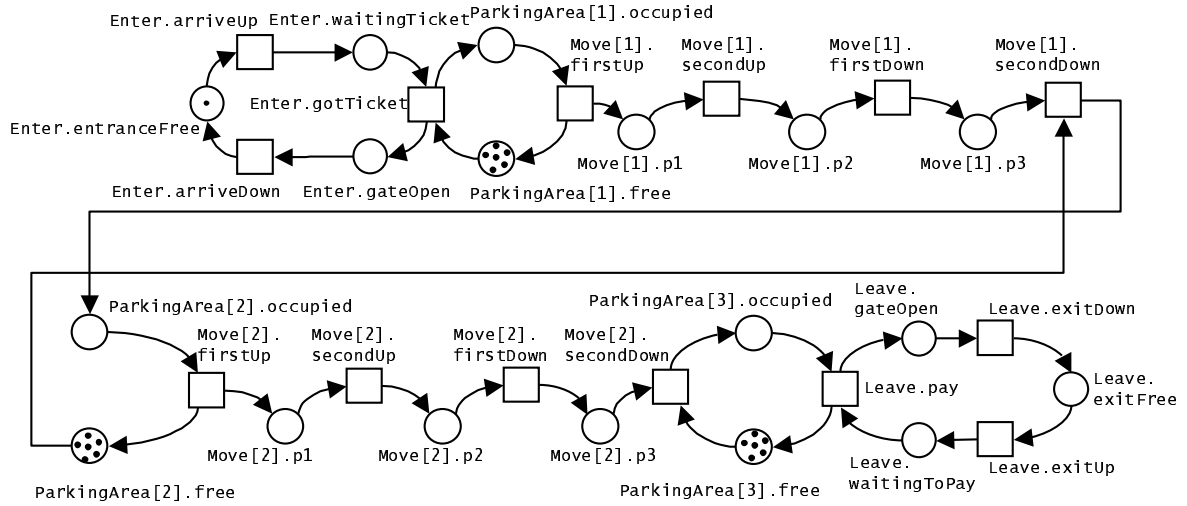 Enter.arriveUp
Enter.waitingTicket
ParkingArea[1].occupied
Move[1].
firstUp
Move[1].
secondUp
Move[1].
firstDown
Move[1].
secondDown
Enter.gotTicket
Enter.entranceFree
Move[1].p1
Move[1].p2
Move[1].p3
Enter.arriveDown
Enter.gateOpen
ParkingArea[1].free
ParkingArea[2].occupied
Move[2].
firstUp
Move[2].
secondUp
Move[2].
firstDown
Move[2].
secondDown
ParkingArea[3].occupied
Leave.
gateOpen
Leave.exitDown
Leave.pay
Leave.
exitFree
Move[2].p1
Move[2].p2
Move[2].p3
ParkingArea[2].free
ParkingArea[3].free
Leave.
waitingToPay
Leave.exitUp